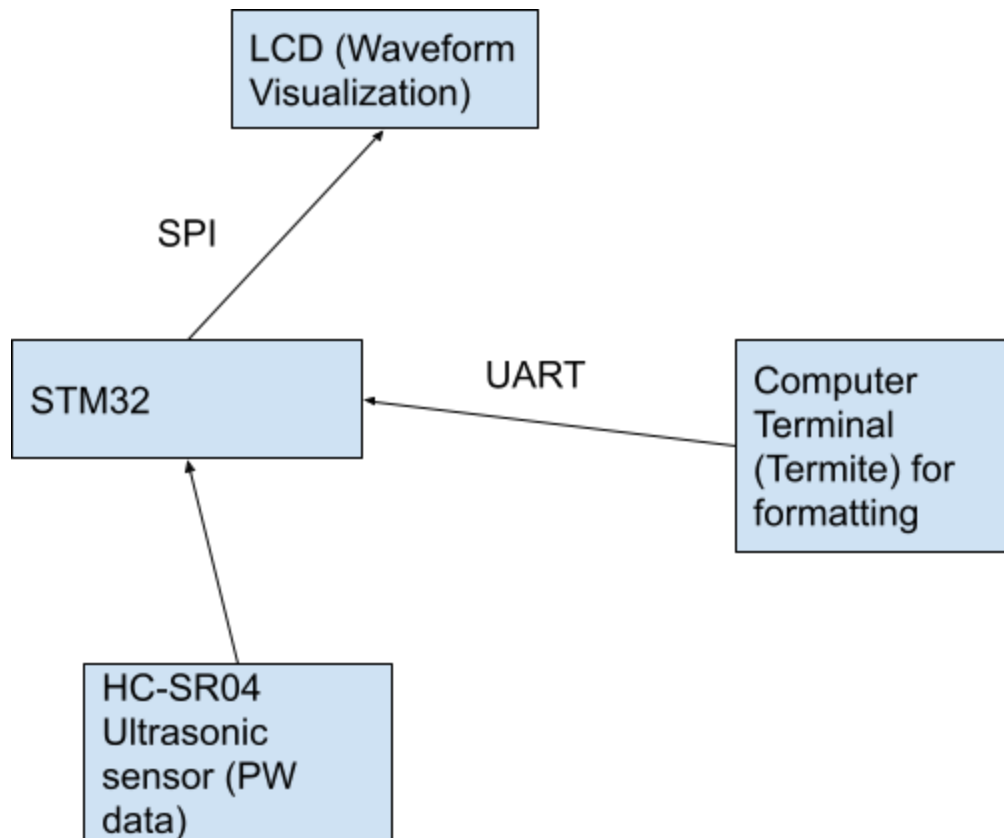 LCD (Waveform
Visualization)
SPI
STM32
UART
Computer
Terminal
(Termite) for
formatting
HC-SR04
Ultrasonic
sensor (PW
data)